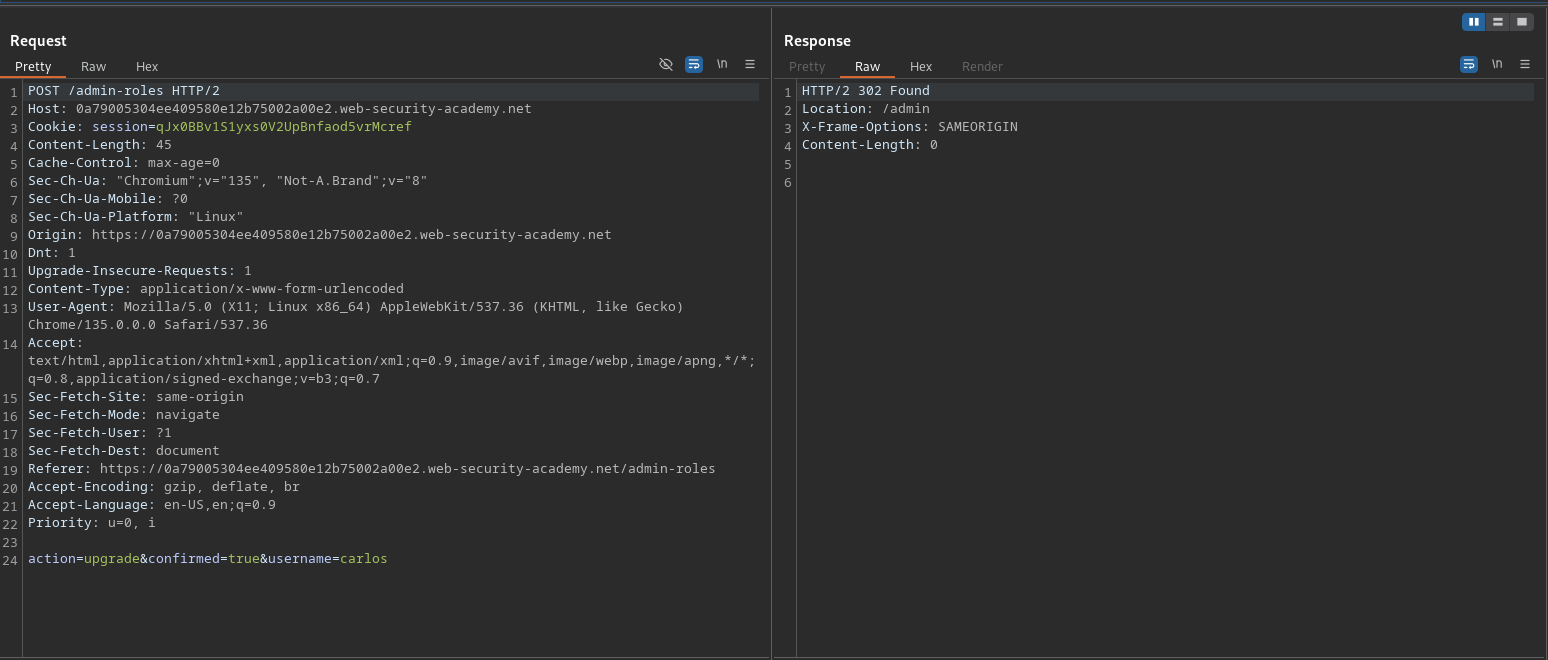 Request
Pretty Raw Hex
\n
1 POST /admin-roles HTTP/2
2 Host: 0a79005304ee409580e12b75002a00e2.web-security-academy.net
3 Cookie: session=qJx0BBv1S1yxs0V2UpBnfaod5vrMcref
4 Content-Length: 45
5 Cache-Control: max-age=0
6 Sec-Ch-Ua: "Chromium";v="135", "Not-A.Brand";v="8"
7 Sec-Ch-Ua-Mobile: ?0
8 Sec-Ch-Ua-Platform: "Linux"
9 Origin: https://0a79005304ee409580e12b75002a00e2.web-security-academy.net
10 Dnt: 1
11 Upgrade-Insecure-Requests: 1
12 Content-Type: application/x-www-form-urlencoded
13 User-Agent: Mozilla/5.0 (X11; Linux x86_64) AppleWebKit/537.36 (KHTML, like Gecko)
Chrome/135.0.0.0 Safari/537.36
14 Accept:
text/html,application/xhtml+xml,application/xml;q=0.9,image/avif,image/webp,image/apng,*/*;
q=0.8,application/signed-exchange;v=b3;q=0.7
15 Sec-Fetch-Site: same-origin
16 Sec-Fetch-Mode: navigate
17 Sec-Fetch-User: ?1
18 Sec-Fetch-Dest: document
19 Referer: https://0a79005304ee409580e12b75002a00e2.web-security-academy.net/admin-roles
20 Accept-Encoding: gzip, deflate, br
21 Accept-Language: en-US,en;q=0.9
22 Priority: u=0, i
23
24 action=upgrade&confirmed=true&username=carlos
Response
Pretty Raw Hex Render
\n
1 HTTP/2 302 Found
2 Location: /admin
3 X-Frame-Options: SAMEORIGIN
4 Content-Length: 0
5
6